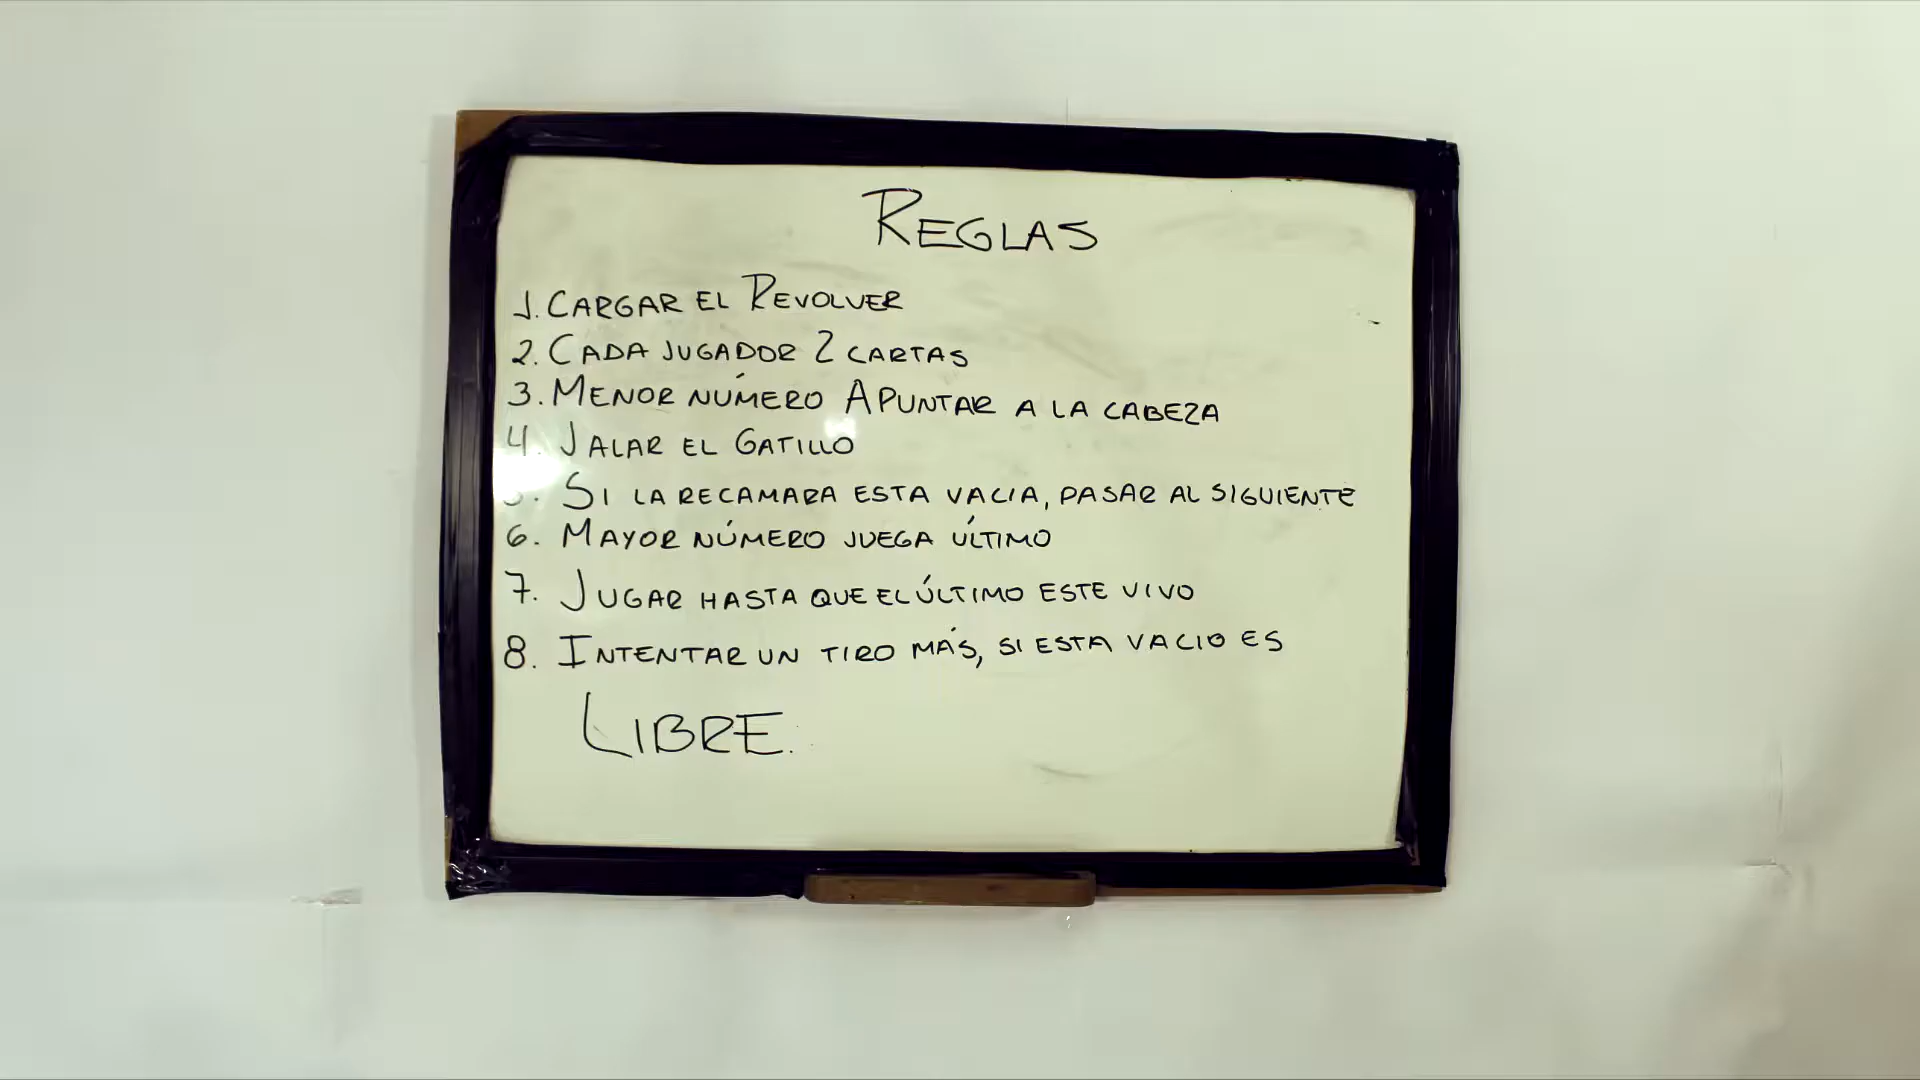 REGLAS
1. CARGAR EL REVOLVER
2. CADA JUGADOR 2 CARTAS
3. MENOR NÚMERO APUNTAR A LA CABEZA
4. JALAR EL GATILLO
5. SI LA RECAMARA ESTA VACIA, PASAR AL SIGUIENTE
6. MAYOR NÚMERO JUEGA ÚLTIMO
7. JUGAR HASTA QUE EL ÚLTIMO ESTE VIVO
8. INTENTAR UN TIRO MÁS, SI ESTA VACIO ES
LIBRE.